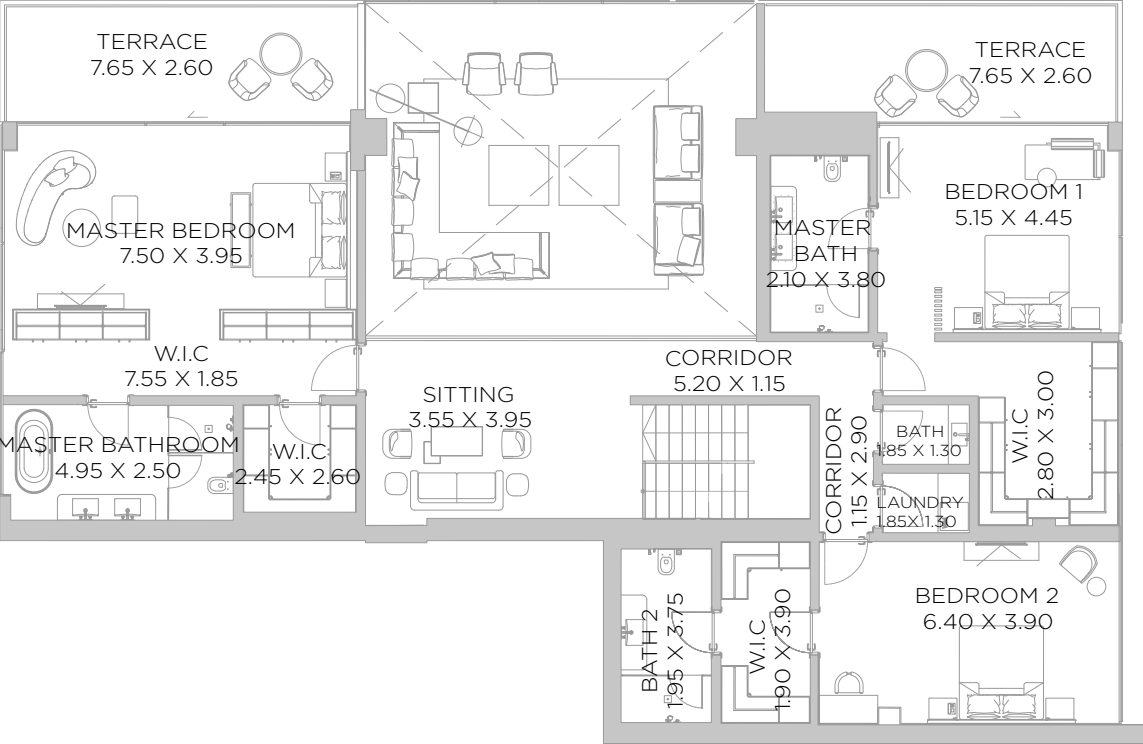 TERRACE
7.65 X 2.60
TERRACE
7.65 X 2.60
MASTER BEDROOM
7.50 X 3.95
MASTER
BATH
2.10 X 3.80
BEDROOM 1
5.15 X 4.45
W.I.C
7.55 X 1.85
SITTING
3.55 X 3.95
CORRIDOR
5.20 X 1.15
MASTER BATHROOM
4.95 X 2.50
W.I.C
2.45 X 2.60
CORRIDOR
1.15 X 2.90
BATH
1.85 X 1.30
LAUNDRY
1.85X 1.30
W.I.C
2.80 X 3.00
BATH 2
1.95 X 3.75
W.I.C
1.90 X 3.90
BEDROOM 2
6.40 X 3.90